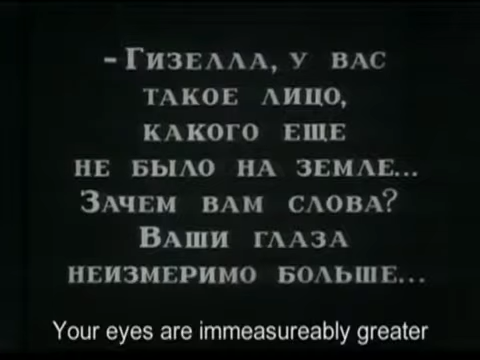 - Гизелла, у вас
такое лицо,
какого еще
не было на земле...
Зачем вам слова?
Ваши глаза
неизмеримо больше...
Your eyes are immeasureably greater